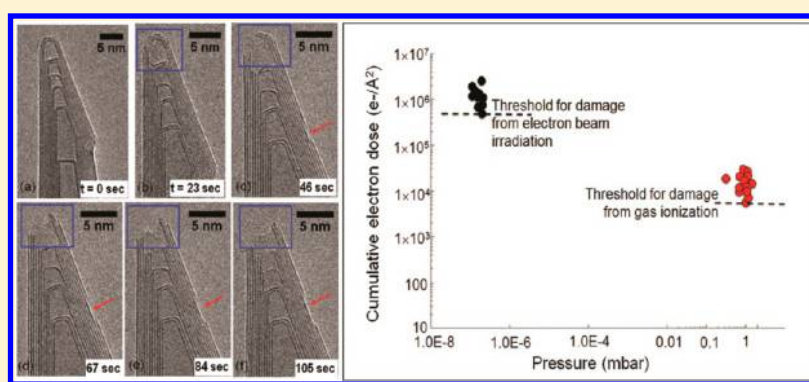 5 nm
5 nm
5 nm
(a)
t = 0 sec
(b)
t = 23 sec
(c)
46 sec
5 nm
5 nm
5 nm
(d)
67 sec
(e)
84 sec
(f)
105 sec
Cumulative electron dose (e-/A²)
1×10⁷
1×10⁶
1×10⁵
1×10⁴
1×10³
100
10
Threshold for damage
from electron beam
irradiation
Threshold for damage
from gas ionization
1.0E-8
1.0E-6
1.0E-4
0.01
0.1
1
Pressure (mbar)